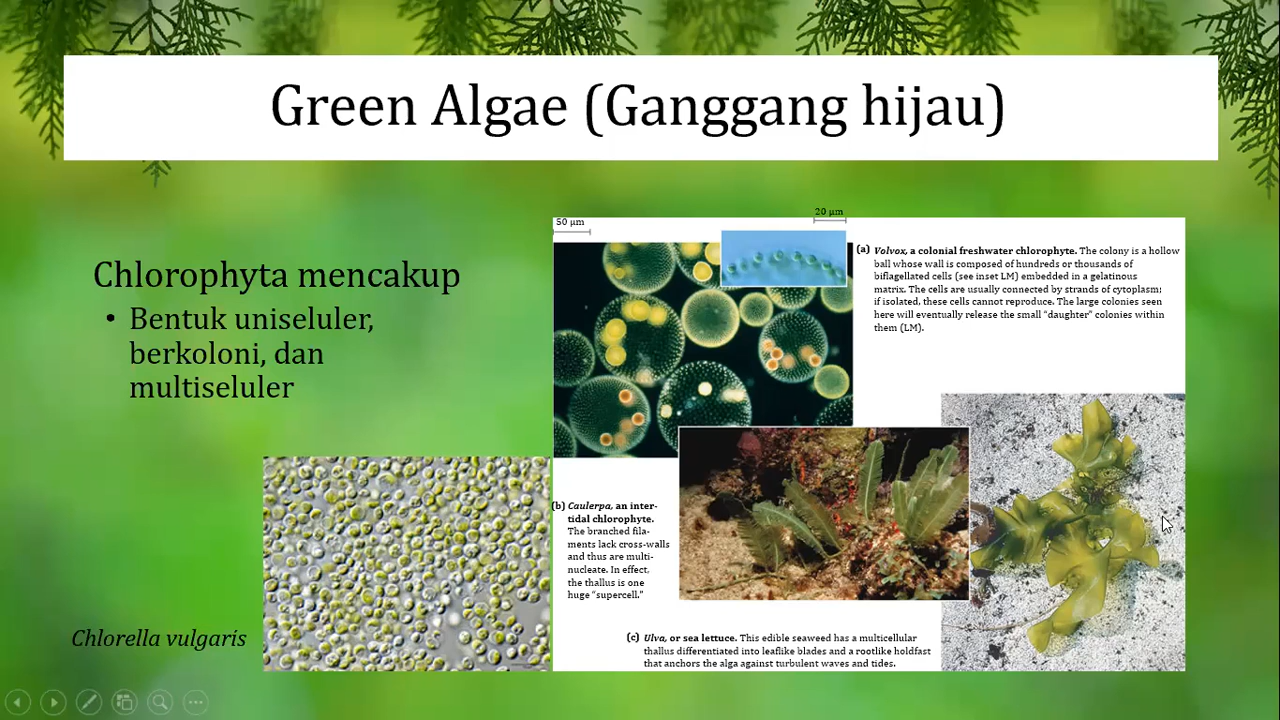 Green Algae (Ganggang hijau)
Chlorophyta mencakup
• Bentuk uniseluler,
berkoloni, dan
multiseluler
Chlorella vulgaris
50 μm
20 μm
(a) Volvox, a colonial freshwater chlorophyte. The colony is a hollow
ball whose wall is composed of hundreds or thousands of
biflagellated cells (see inset LM) embedded in a gelatinous
matrix. The cells are usually connected by strands of cytoplasm;
if isolated, these cells cannot reproduce. The large colonies seen
here will eventually release the small “daughter” colonies within
them (LM).
(b) Caulerpa, an inter-
tidal chlorophyte.
The branched fila-
ments lack cross-walls
and thus are multi-
nucleate. In effect,
the thallus is one
huge “supercell.”
(c) Ulva, or sea lettuce. This edible seaweed has a multicellular
thallus differentiated into leaflike blades and a rootlike holdfast
that anchors the alga against turbulent waves and tides.